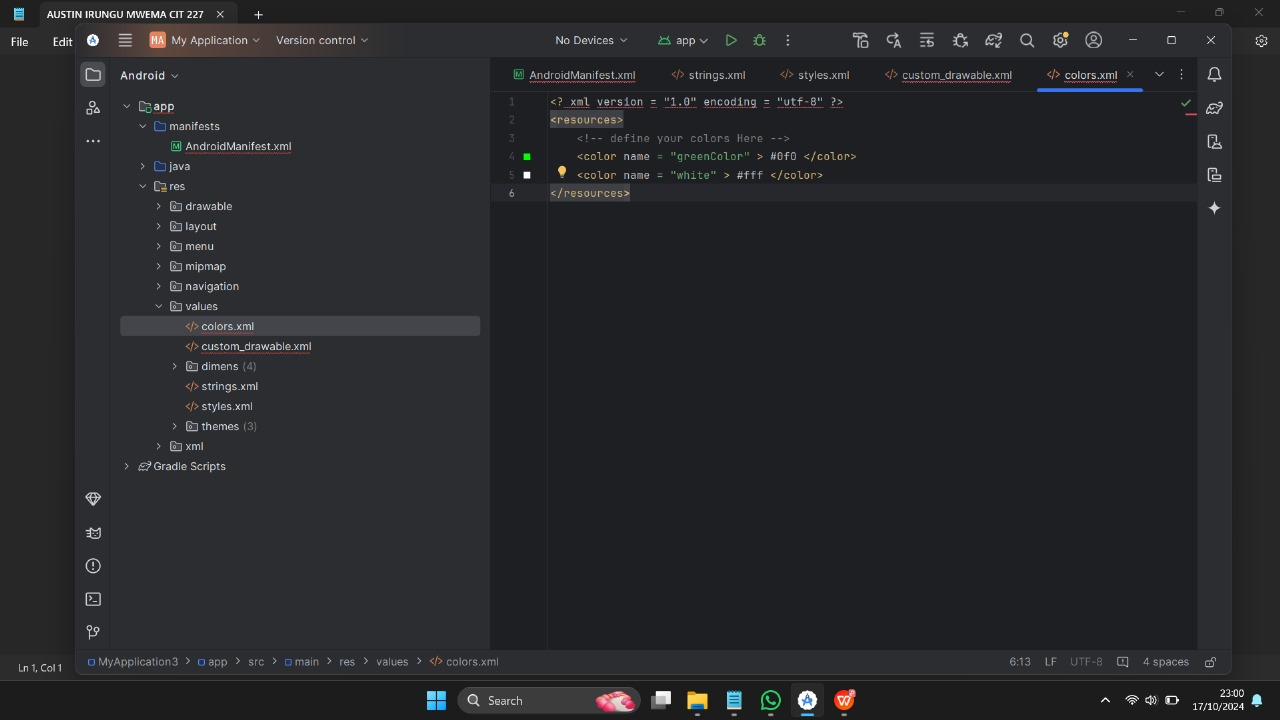 AUSTIN IRUNGU MWEMA CIT 227
File Edit
MA My Application Version control No Devices app
Android
AndroidManifest.xml strings.xml styles.xml custom_drawable.xml colors.xml
app
manifests
AndroidManifest.xml
java
res
drawable
layout
menu
mipmap
navigation
values
colors.xml
custom_drawable.xml
dimens (4)
strings.xml
styles.xml
themes (3)
xml
Gradle Scripts
1 <? xml version = "1.0" encoding = "utf-8" ?>
2 <resources>
3 <!-- define your colors Here -->
4 <color name = "greenColor" > #0f0 </color>
5 <color name = "white" > #fff </color>
6 </resources>
Ln 1, Col 1
MyApplication3 > app > src > main > res > values > colors.xml 6:13 LF UTF-8 4 spaces
Search
23:00
17/10/2024